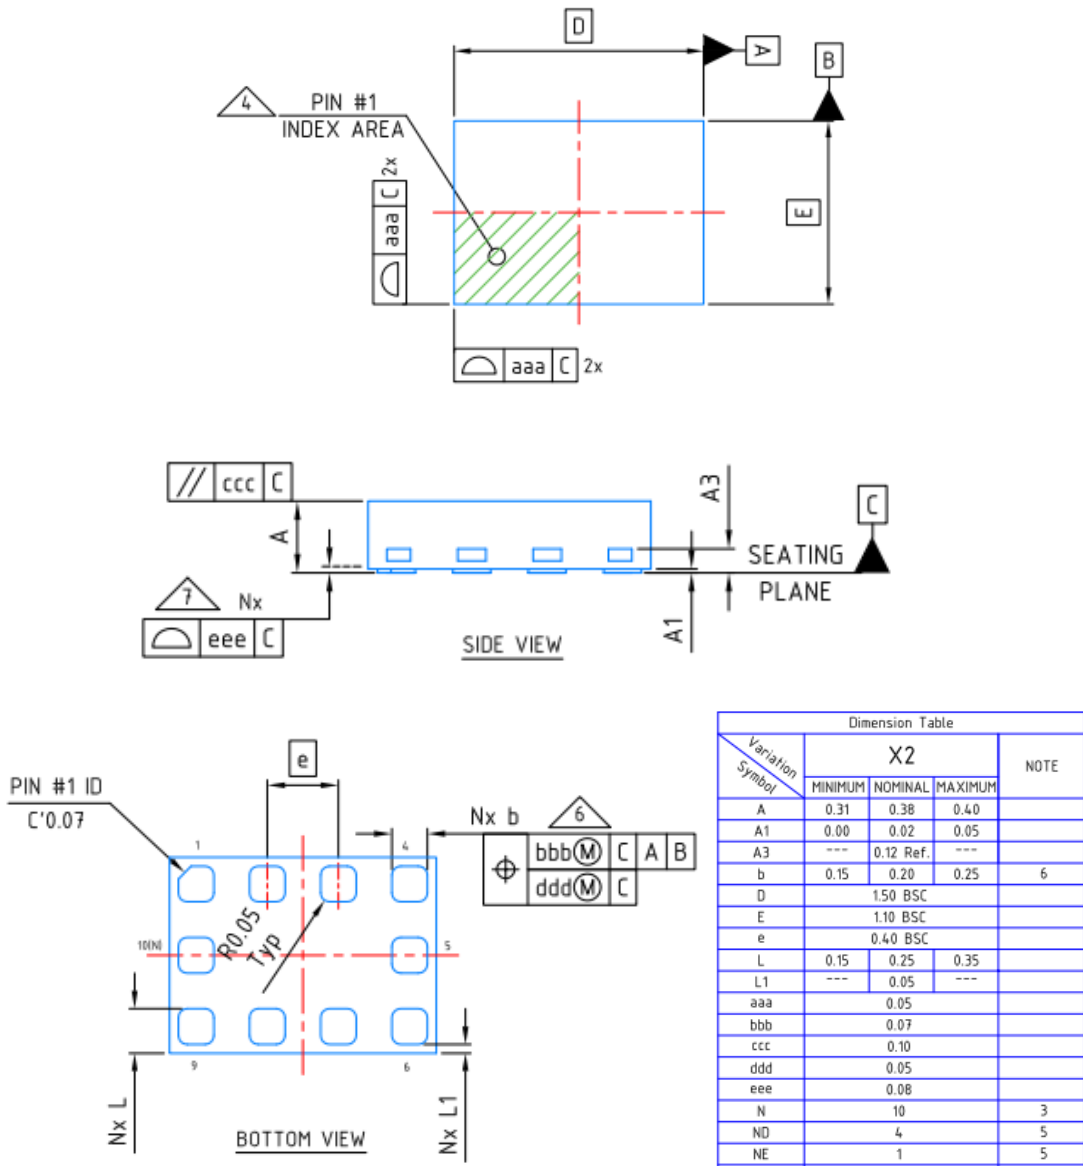 D
A
B
4
PIN #1
INDEX AREA
aaa C 2x
E
aaa C 2x
// ccc C
A
A3
C
SEATING
PLANE
7
Nx
eee C
A1
SIDE VIEW
e
PIN #1 ID
C'0.07
1
4
Nx b
6
bbbⓂ C A B
dddⓂ C
R0.05
Typ
10(N)
5
9
6
Nx L
Nx L1
BOTTOM VIEW
Dimension Table
Variation
Symbol
X2
NOTE
MINIMUM NOMINAL MAXIMUM
A 0.31 0.38 0.40
A1 0.00 0.02 0.05
A3 --- 0.12 Ref. ---
b 0.15 0.20 0.25 6
D 1.50 BSC
E 1.10 BSC
e 0.40 BSC
L 0.15 0.25 0.35
L1 --- 0.05 ---
aaa 0.05
bbb 0.07
ccc 0.10
ddd 0.05
eee 0.08
N 10 3
ND 4 5
NE 1 5